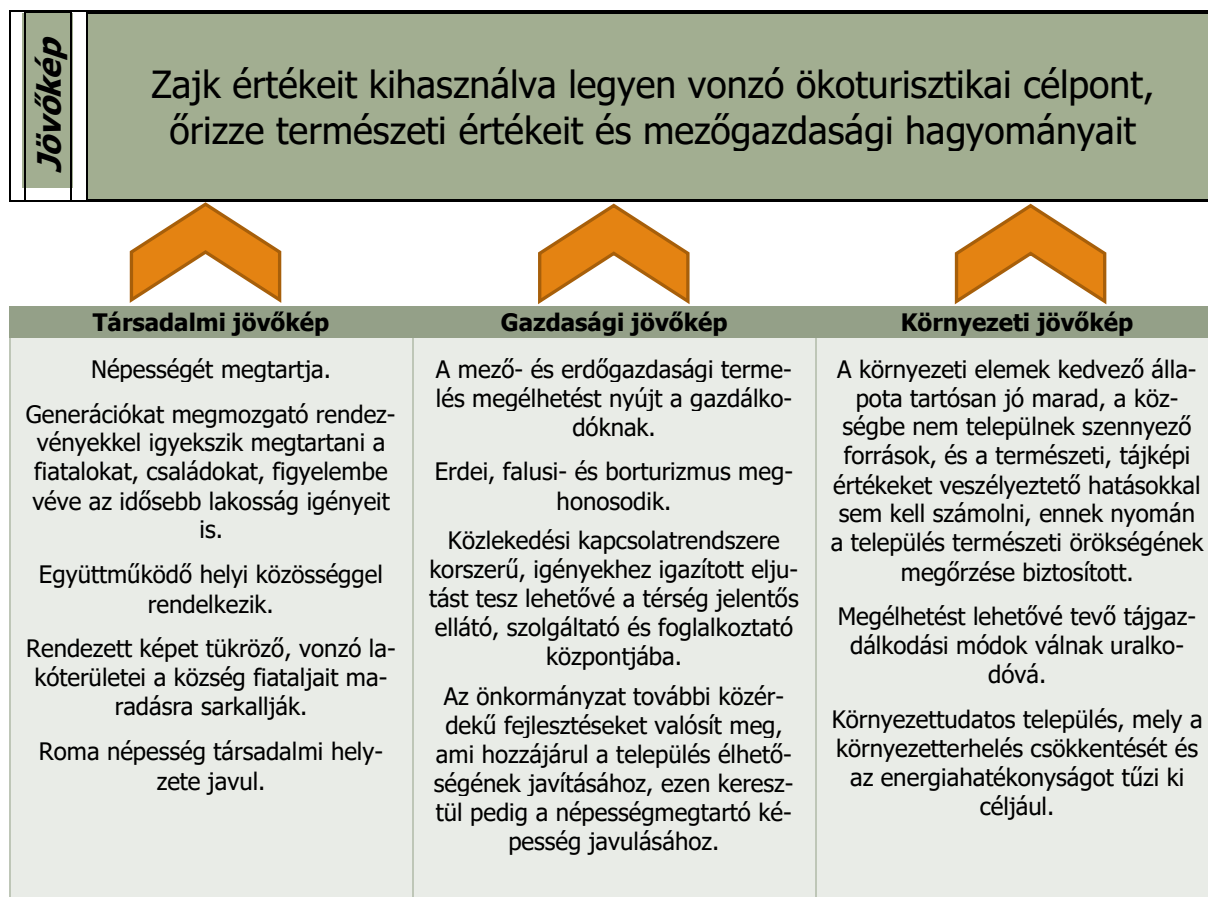 Jövőkép
Zajk értékeit kihasználva legyen vonzó ökoturisztikai célpont,
őrizze természeti értékeit és mezőgazdasági hagyományait
Társadalmi jövőkép
Népességét megtartja.
Generációkat megmozgató rendez-
vényekkel igyekszik megtartani a
fiatalokat, családokat, figyelembe
véve az idősebb lakosság igényeit
is.
Együttműködő helyi közösséggel
rendelkezik.
Rendezett képet tükröző, vonzó la-
kóterületei a község fiataljait ma-
radásra sarkallják.
Roma népesség társadalmi hely-
zete javul.
Gazdasági jövőkép
A mező- és erdőgazdasági terme-
lés megélhetést nyújt a gazdálko-
dóknak.
Erdei, falusi- és borturizmus meg-
honosodik.
Közlekedési kapcsolatrendszere
korszerű, igényekhez igazított elju-
tást tesz lehetővé a térség jelentős
ellátó, szolgáltató és foglalkoztató
központjába.
Az önkormányzat további közér-
dekű fejlesztéseket valósít meg,
ami hozzájárul a település élhető-
ségének javításához, ezen keresz-
tül pedig a népességmegtartó ké-
pesség javulásához.
Környezeti jövőkép
A környezeti elemek kedvező álla-
pota tartósan jó marad, a köz-
ségbe nem települnek szennyező
források, és a természeti, tájképi
értékeket veszélyeztető hatásokkal
sem kell számolni, ennek nyomán
a település természeti örökségének
megőrzése biztosított.
Megélhetést lehetővé tevő tájgaz-
dálkodási módok válnak uralko-
dóvá.
Környezettudatos település, mely a
környezetterhelés csökkentését és
az energiahatékonyságot tűzi ki
céljául.